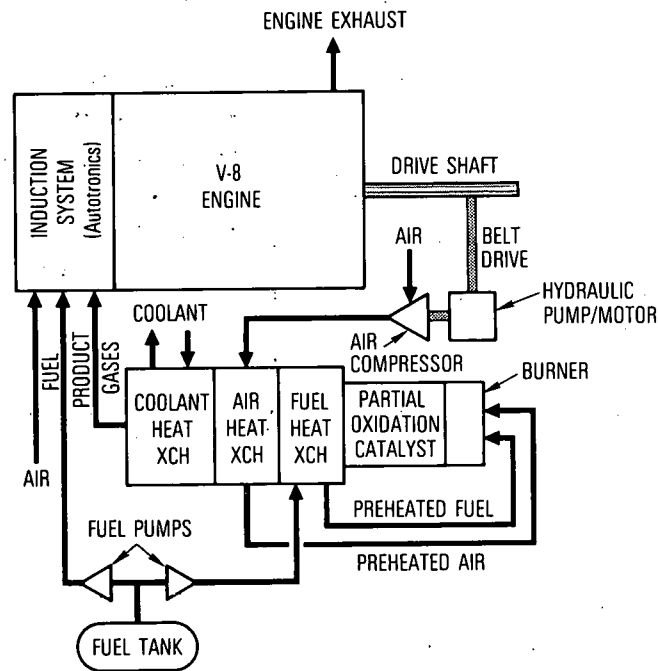 ENGINE EXHAUST
INDUCTION
SYSTEM
(Autotronics)
V-8
ENGINE
DRIVE SHAFT
BELT
DRIVE
AIR
HYDRAULIC
PUMP/MOTOR
AIR
COMPRESSOR
COOLANT
AIR
FUEL
PRODUCT
GASES
COOLANT
HEAT
XCH
AIR
HEAT
XCH
FUEL
HEAT
XCH
PARTIAL
OXIDATION
CATALYST
BURNER
PREHEATED FUEL
PREHEATED AIR
FUEL PUMPS
FUEL TANK